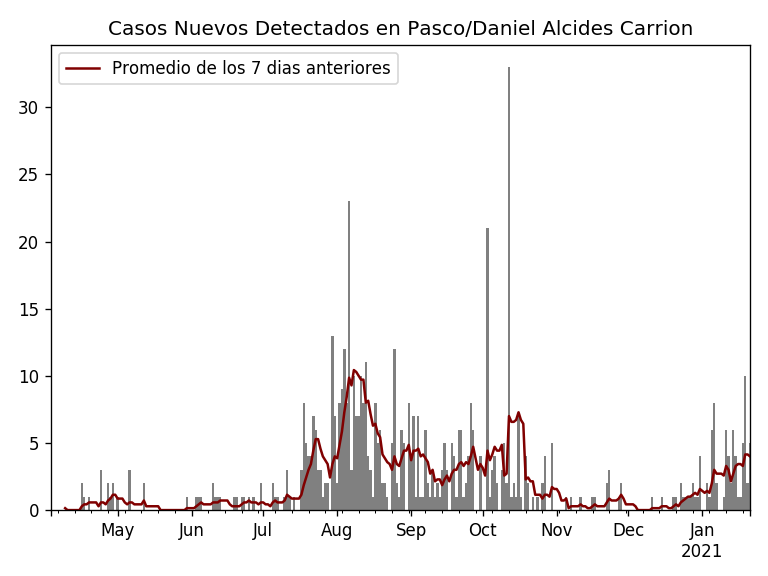 Casos Nuevos Detectados en Pasco/Daniel Alcides Carrion
Promedio de los 7 dias anteriores
30
25
20
15
10
5
0
May Jun Jul Aug Sep Oct Nov Dec Jan
2021